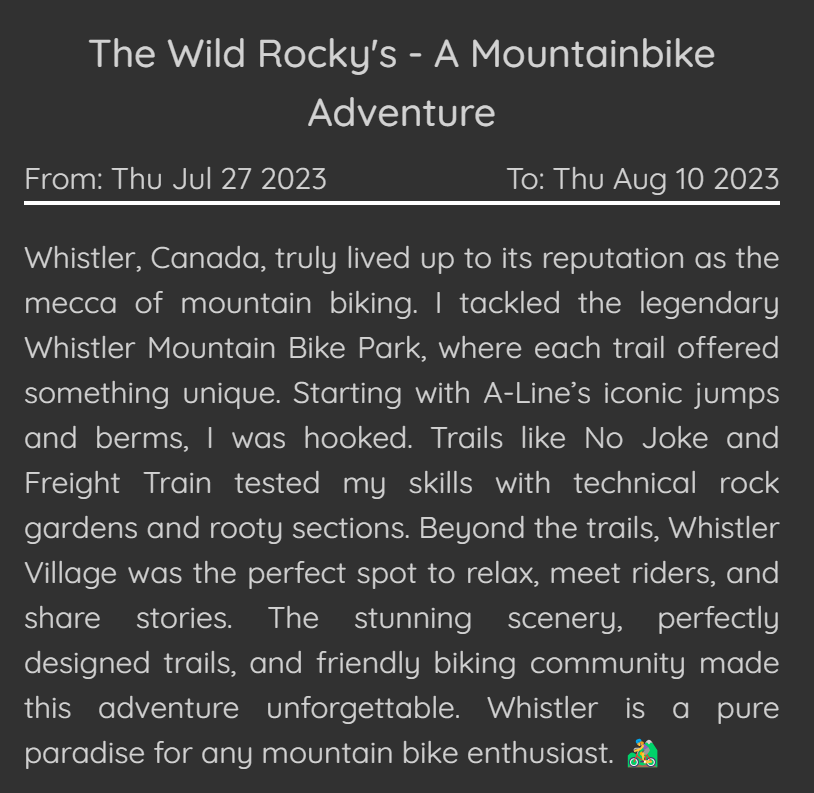 The Wild Rocky's - A Mountainbike
Adventure
From: Thu Jul 27 2023 To: Thu Aug 10 2023
Whistler, Canada, truly lived up to its reputation as the
mecca of mountain biking. I tackled the legendary
Whistler Mountain Bike Park, where each trail offered
something unique. Starting with A-Line’s iconic jumps
and berms, I was hooked. Trails like No Joke and
Freight Train tested my skills with technical rock
gardens and rooty sections. Beyond the trails, Whistler
Village was the perfect spot to relax, meet riders, and
share stories. The stunning scenery, perfectly
designed trails, and friendly biking community made
this adventure unforgettable. Whistler is a pure
paradise for any mountain bike enthusiast. 🚵